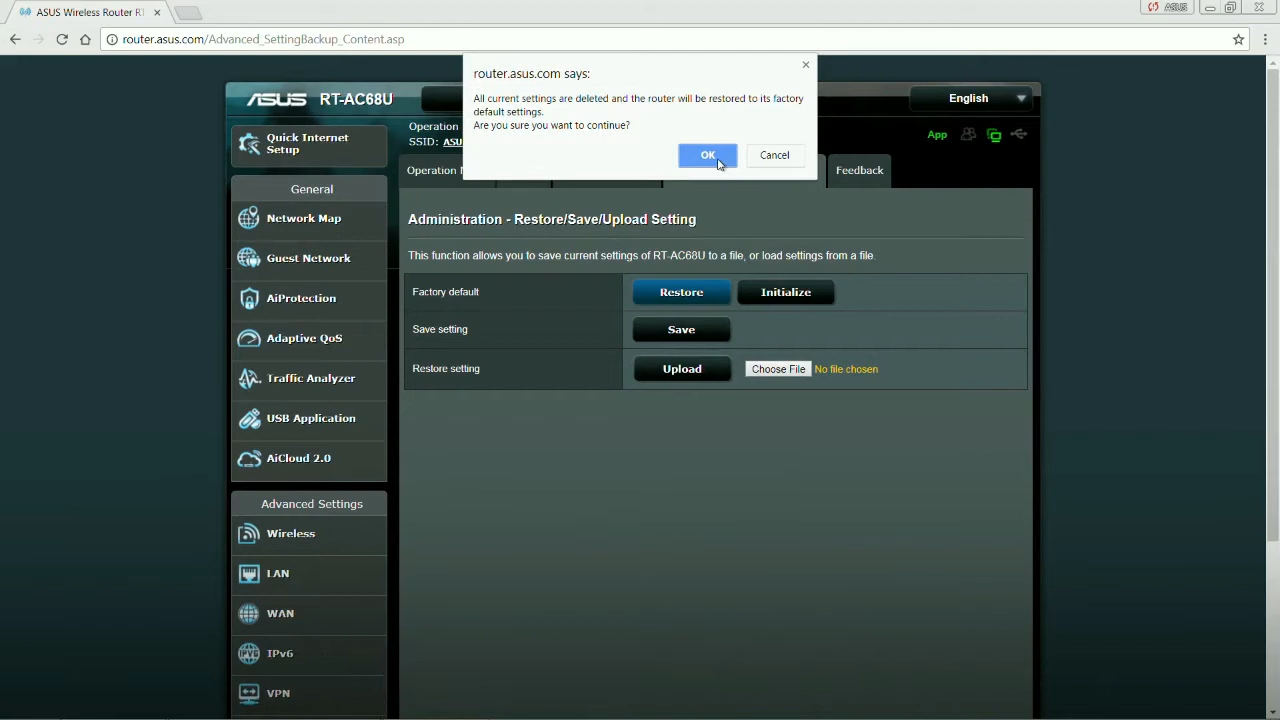 ASUS Wireless Router RT
ASUS
router.asus.com/Advanced_SettingBackup_Content.asp
router.asus.com says:
All current settings are deleted and the router will be restored to its factory
default settings.
Are you sure you want to continue?
OK
Cancel
ASUS RT-AC68U
English
Quick Internet
Setup
Operation
SSID: ASU
App
General
Operation
Feedback
Network Map
Guest Network
AiProtection
Adaptive QoS
Traffic Analyzer
USB Application
AiCloud 2.0
Administration - Restore/Save/Upload Setting
This function allows you to save current settings of RT-AC68U to a file, or load settings from a file.
Factory default
Restore
Initialize
Save setting
Save
Restore setting
Upload
Choose File
No file chosen
Advanced Settings
Wireless
LAN
WAN
IPv6
IPv6
VPN